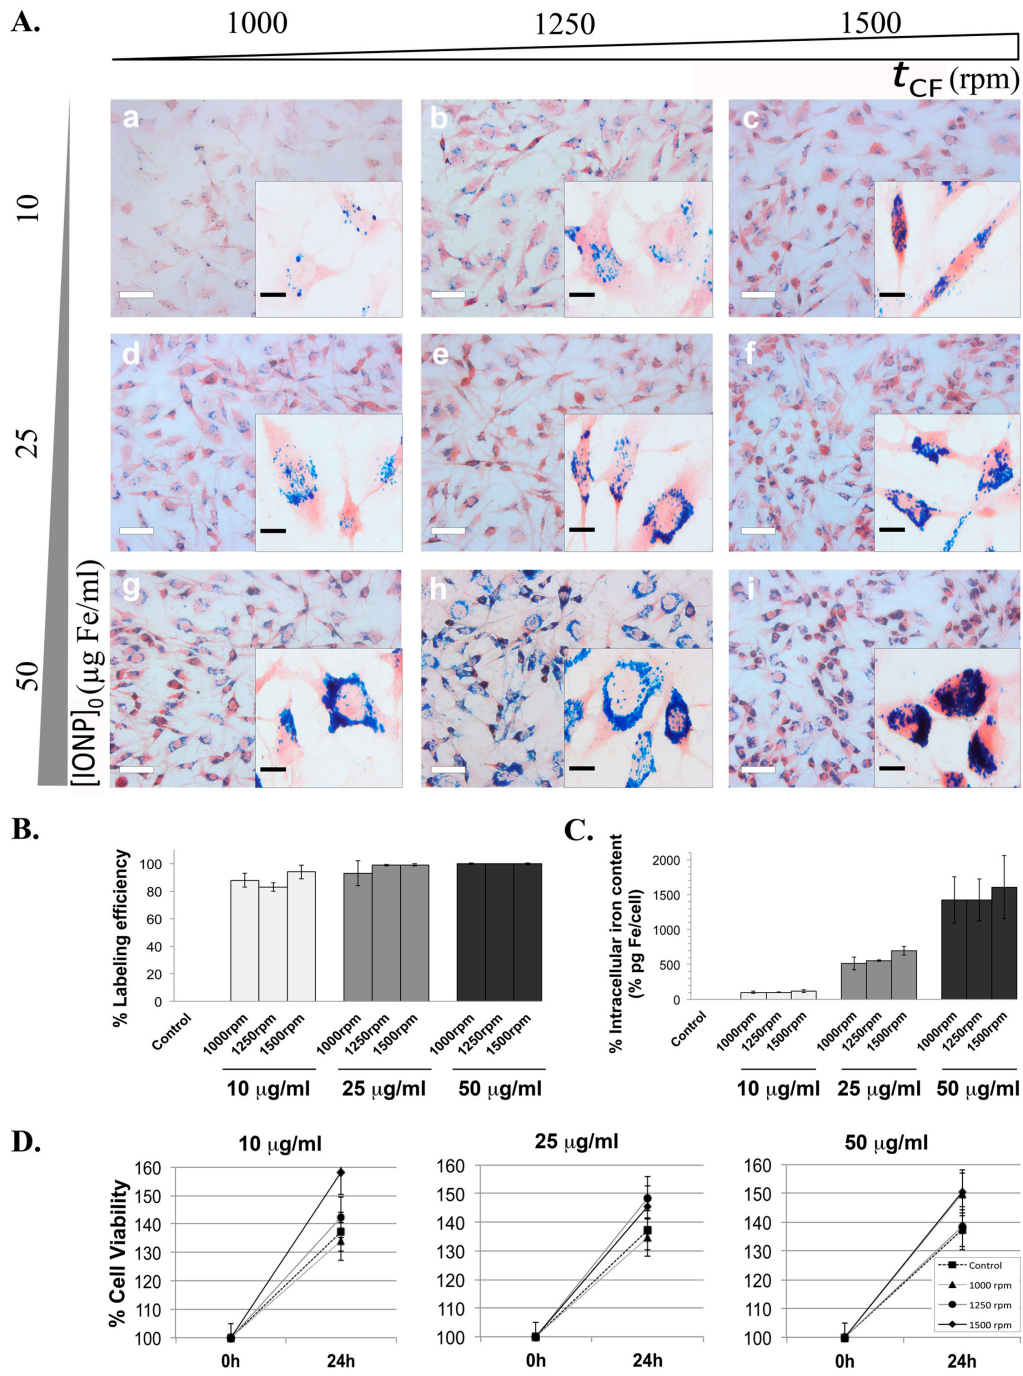 A.
1000 1250 1500
tCF (rpm)
a b c
10
d e f
25
g h i
50
[IONP]0 (µg Fe/ml)
B.
% Labeling efficiency
100
80
60
40
20
0
Control
1000rpm
1250rpm
1500rpm
1000rpm
1250rpm
1500rpm
1000rpm
1250rpm
1500rpm
10 µg/ml 25 µg/ml 50 µg/ml
C.
% Intracellular iron content
(% pg Fe/cell)
2000
1500
1000
500
0
Control
1000rpm
1250rpm
1500rpm
1000rpm
1250rpm
1500rpm
1000rpm
1250rpm
1500rpm
10 µg/ml 25 µg/ml 50 µg/ml
D.
% Cell Viability
10 µg/ml
160
150
140
130
120
110
100
0h 24h
25 µg/ml
160
150
140
130
120
110
100
0h 24h
50 µg/ml
160
150
140
130
120
110
100
0h 24h
Control
1000 rpm
1250 rpm
1500 rpm